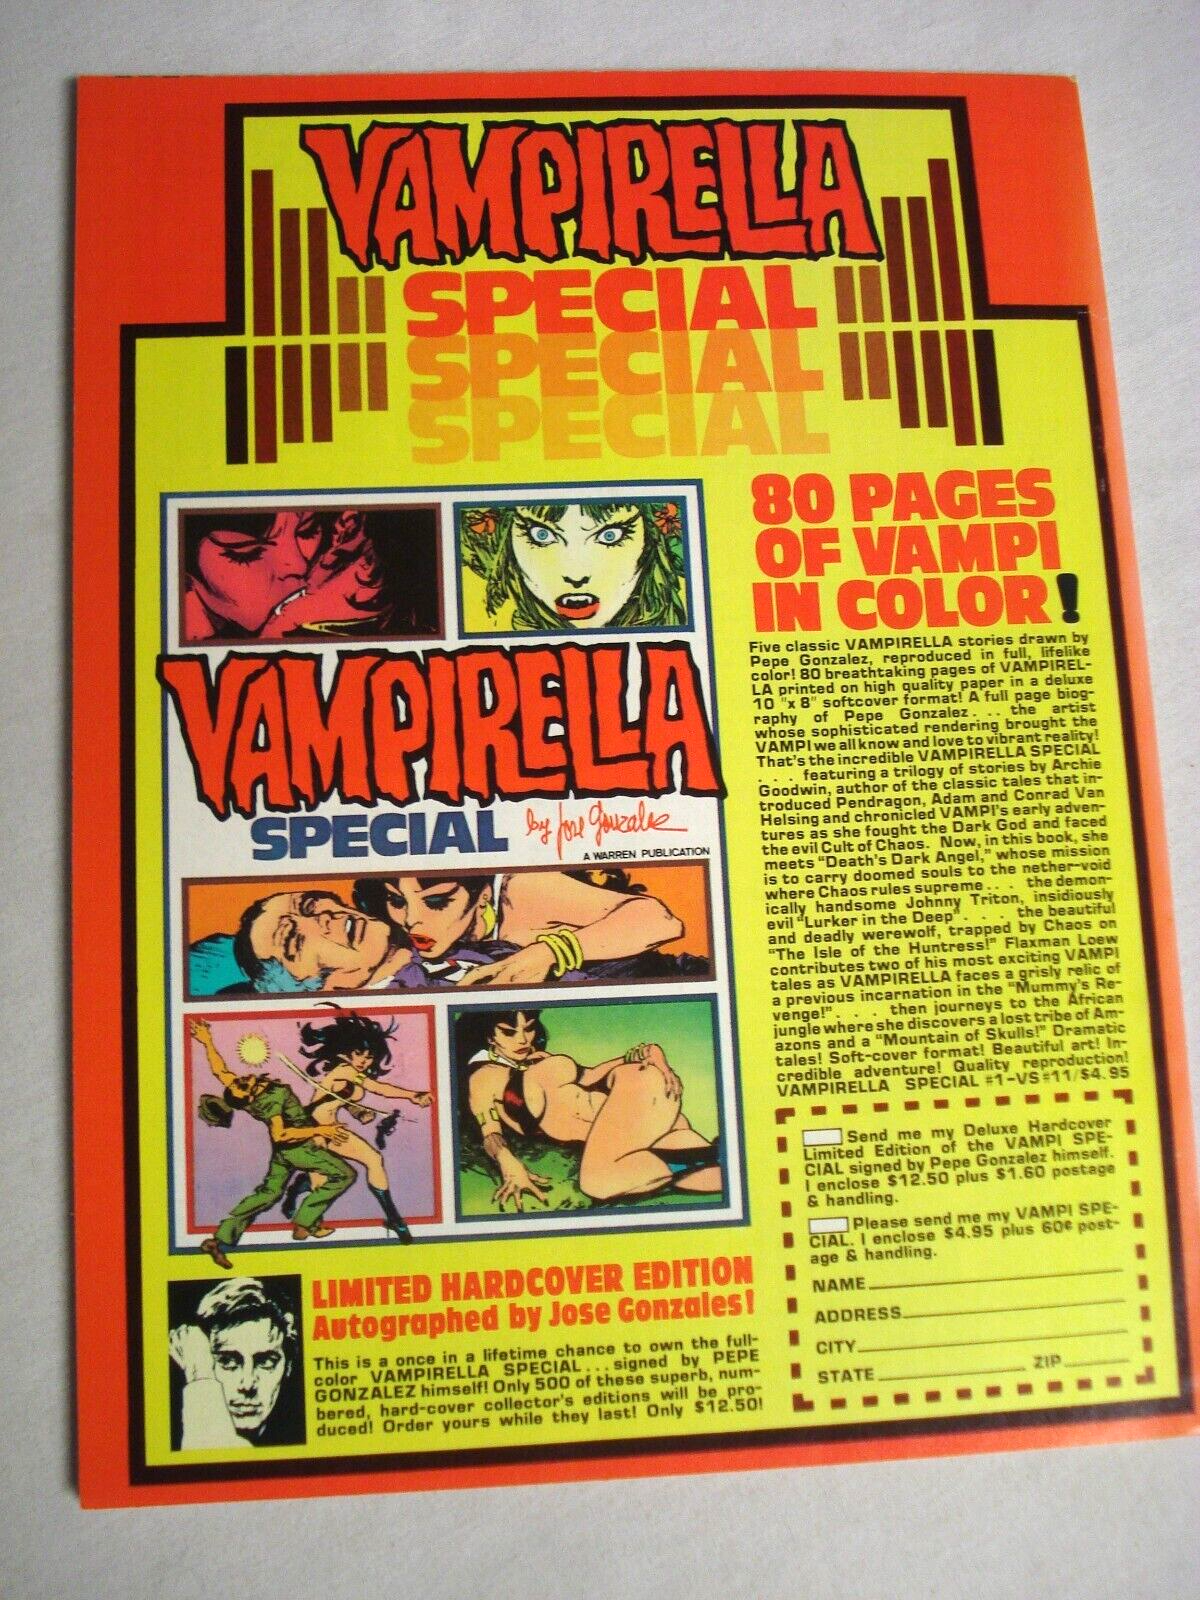 VAMPIRELLA
SPECIAL
SPECIAL
SPECIAL
VAMPIRELLA
SPECIAL
by Jose Gonzalez
A WARREN PUBLICATION
80 PAGES
OF VAMPI
IN COLOR!
Five classic VAMPIRELLA stories drawn by
Pepe Gonzalez, reproduced in full, lifelike
color! 80 breathtaking pages of VAMPIREL-
LA printed on high quality paper in a deluxe
10 "x 8" softcover format! A full page biog-
raphy of Pepe Gonzalez... the artist
whose sophisticated rendering brought the
VAMPI we all know and love to vibrant reality!
That's the incredible VAMPIRELLA SPECIAL
. . . featuring a trilogy of stories by Archie
Goodwin, author of the classic tales that in-
troduced Pendragon, Adam and Conrad Van
Helsing and chronicled VAMPI's early adven-
tures as she fought the Dark God and faced
the evil Cult of Chaos. Now, in this book, she
meets "Death's Dark Angel," whose mission
is to carry doomed souls to the nether-void
where Chaos rules supreme... the demon-
ically handsome Johnny Triton, insidiously
evil "Lurker in the Deep". . . the beautiful
and deadly werewolf, trapped by Chaos on
"The Isle of the Huntress!" Flaxman Loew
contributes two of his most exciting VAMPI
tales as VAMPIRELLA faces a grisly relic of
a previous incarnation in the "Mummy's Re-
venge!". . . then journeys to the African
jungle where she discovers a lost tribe of Am-
azons and a "Mountain of Skulls!" Dramatic
tales! Soft-cover format! Beautiful art! In-
credible adventure! Quality reproduction!
VAMPIRELLA SPECIAL #1-VS #11/$4.95
Send me my Deluxe Hardcover
Limited Edition of the VAMPI SPE-
CIAL signed by Pepe Gonzalez himself.
I enclose $12.50 plus $1.60 postage
& handling.
Please send me my VAMPI SPE-
CIAL. I enclose $4.95 plus 60¢ post-
age & handling.
NAME
ADDRESS
CITY
STATE ZIP
LIMITED HARDCOVER EDITION
Autographed by Jose Gonzales!
This is a once in a lifetime chance to own the full-
color VAMPIRELLA SPECIAL...signed by PEPE
GONZALEZ himself! Only 500 of these superb, num-
bered, hard-cover collector's editions will be pro-
duced! Order yours while they last! Only $12.50!